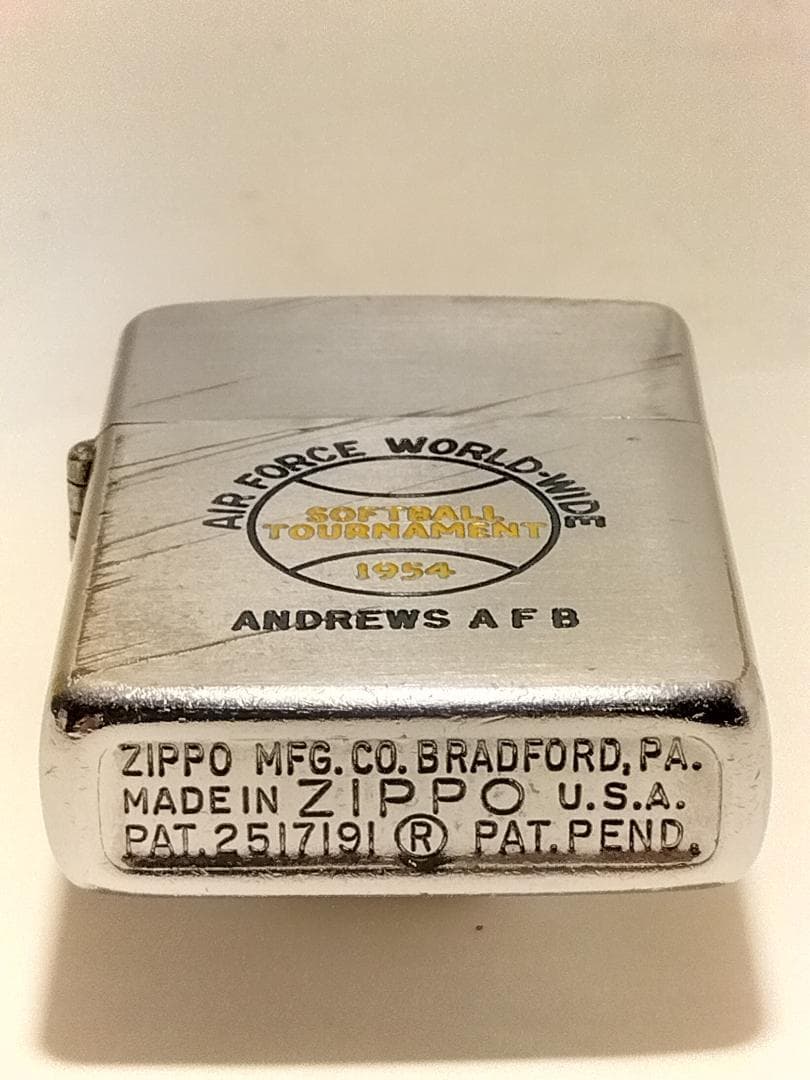 AIR FORCE WORLD-WIDE
SOFTBALL
TOURNAMENT
1954
ANDREWS A F B
ZIPPO MFG. CO. BRADFORD, PA.
MADE IN ZIPPO U.S.A.
PAT. 2517191 ® PAT. PEND.